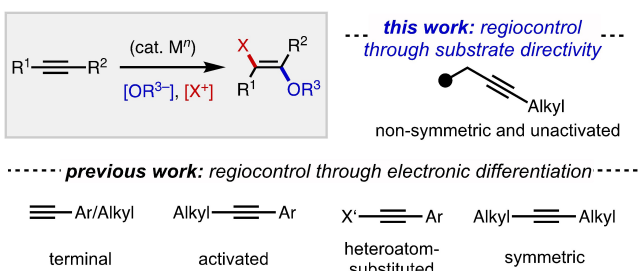 (cat. Mⁿ)
R¹ R²
[OR³⁻], [X⁺]
X R²
R¹ OR³
this work: regiocontrol
through substrate directivity
Alkyl
non-symmetric and unactivated
previous work: regiocontrol through electronic differentiation
Ar/Alkyl Alkyl Ar X‘ Ar Alkyl Alkyl
terminal activated heteroatom-
substituted symmetric